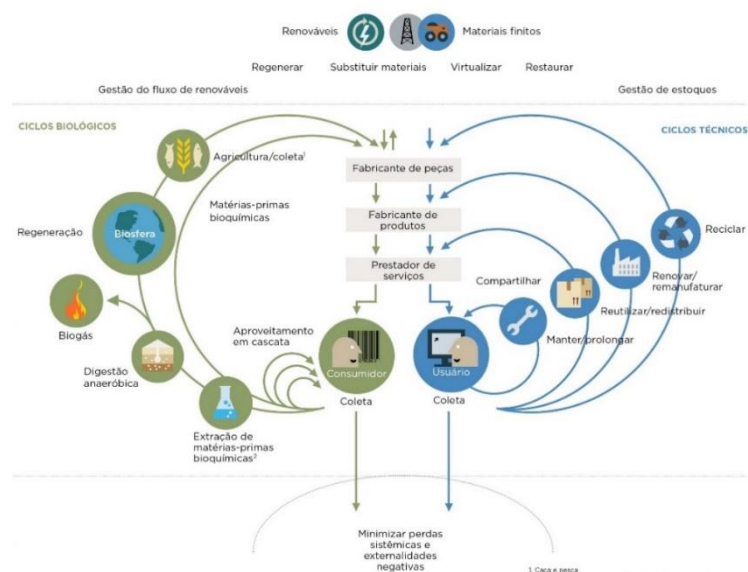 Renováveis
Materiais finitos
Regenerar
Substituir materiais
Virtualizar
Restaurar
Gestão do fluxo de renováveis
Gestão de estoques
CICLOS BIOLÓGICOS
CICLOS TÉCNICOS
Agricultura/coleta¹
Fabricante de peças
Matérias-primas
bioquímicas
Fabricante de
produtos
Regeneração
Biosfera
Reciclar
Prestador de
serviços
Renovar/
remanufaturar
Compartilhar
Reutilizar/redistribuir
Biogás
Aproveitamento
em cascata
Manter/prolongar
Digestão
anaeróbica
Consumidor
Usuário
Coleta
Coleta
Extração de
matérias-primas
bioquímicas²
Minimizar perdas
sistêmicas e
externalidades
negativas
1. Caça e pesca